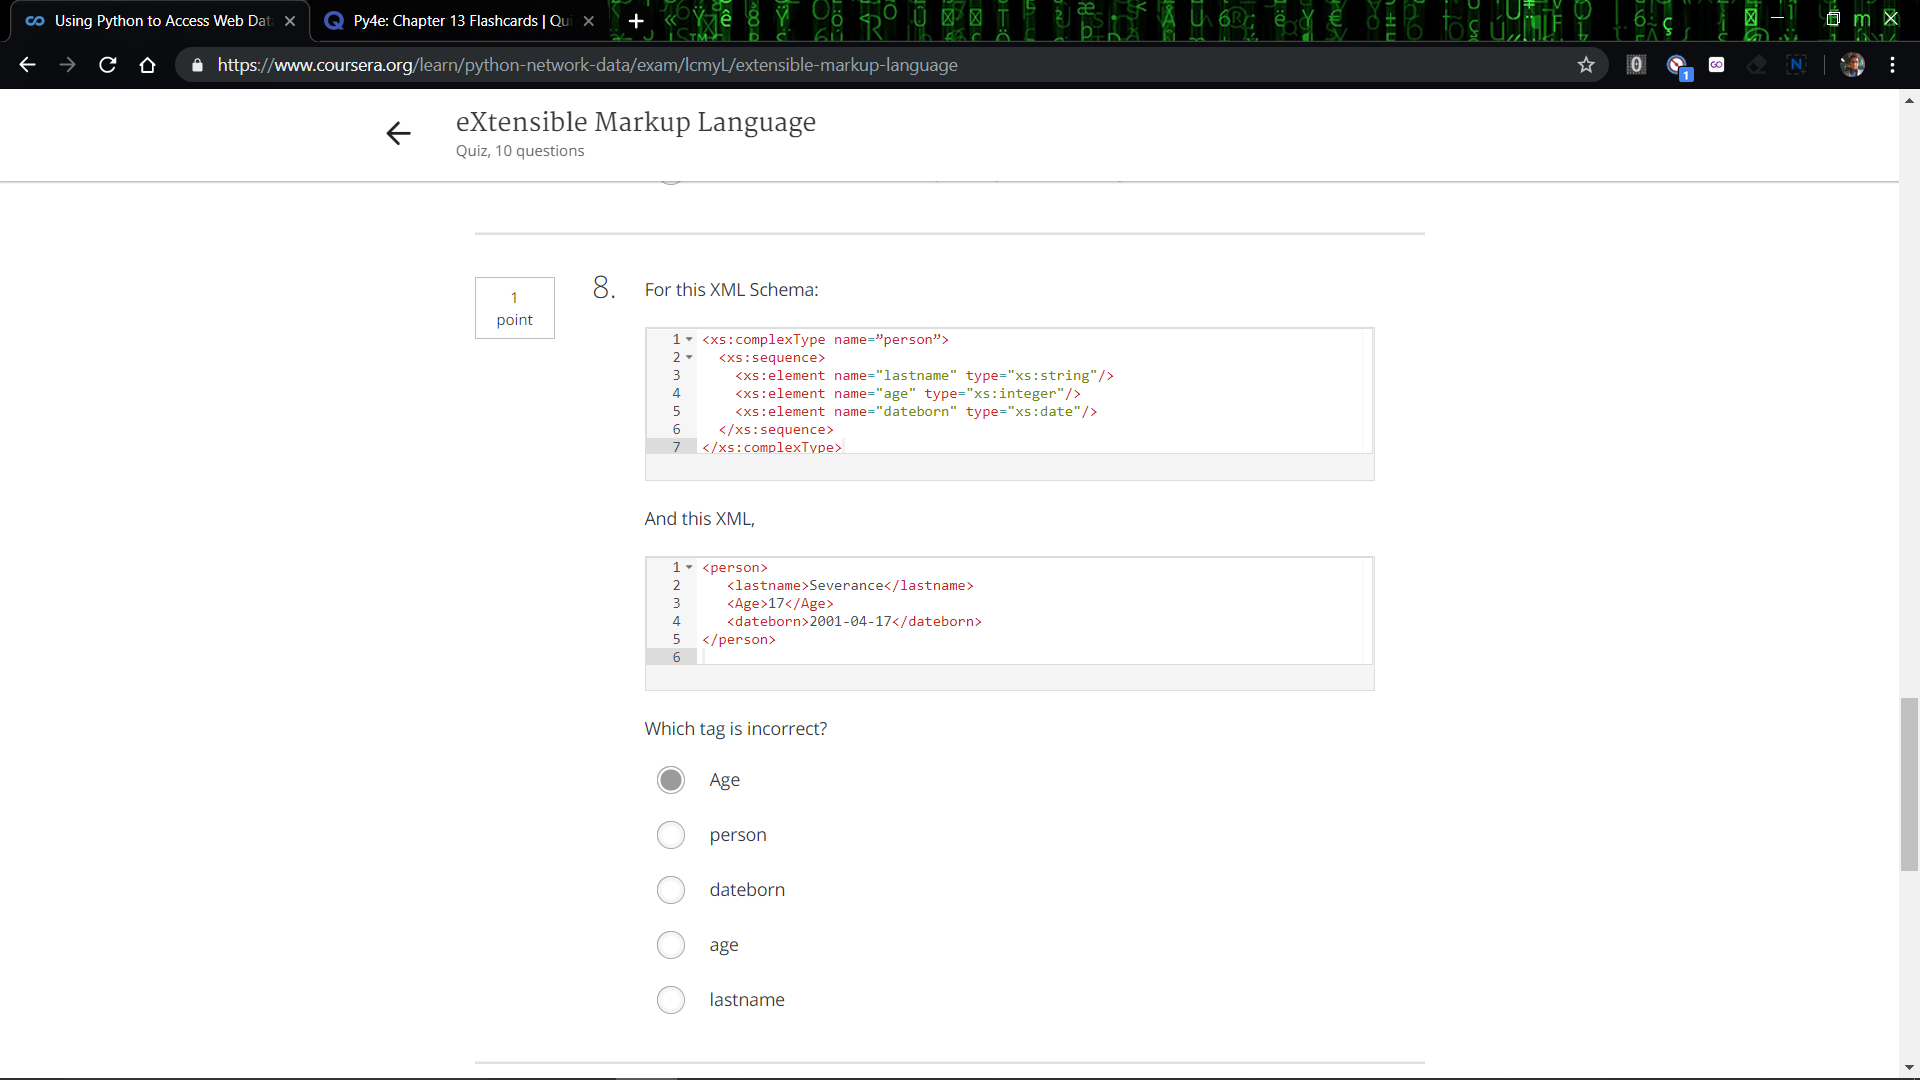 Using Python to Access Web Dat
Py4e: Chapter 13 Flashcards | Qui
https://www.coursera.org/learn/python-network-data/exam/lcmyL/extensible-markup-language
1
eXtensible Markup Language
Quiz, 10 questions
1
point
8.
For this XML Schema:
1 <xs:complexType name=”person”>
2 <xs:sequence>
3 <xs:element name="lastname" type="xs:string"/>
4 <xs:element name="age" type="xs:integer"/>
5 <xs:element name="dateborn" type="xs:date"/>
6 </xs:sequence>
7 </xs:complexType>
And this XML,
1 <person>
2 <lastname>Severance</lastname>
3 <Age>17</Age>
4 <dateborn>2001-04-17</dateborn>
5 </person>
6
Which tag is incorrect?
Age
person
dateborn
age
lastname